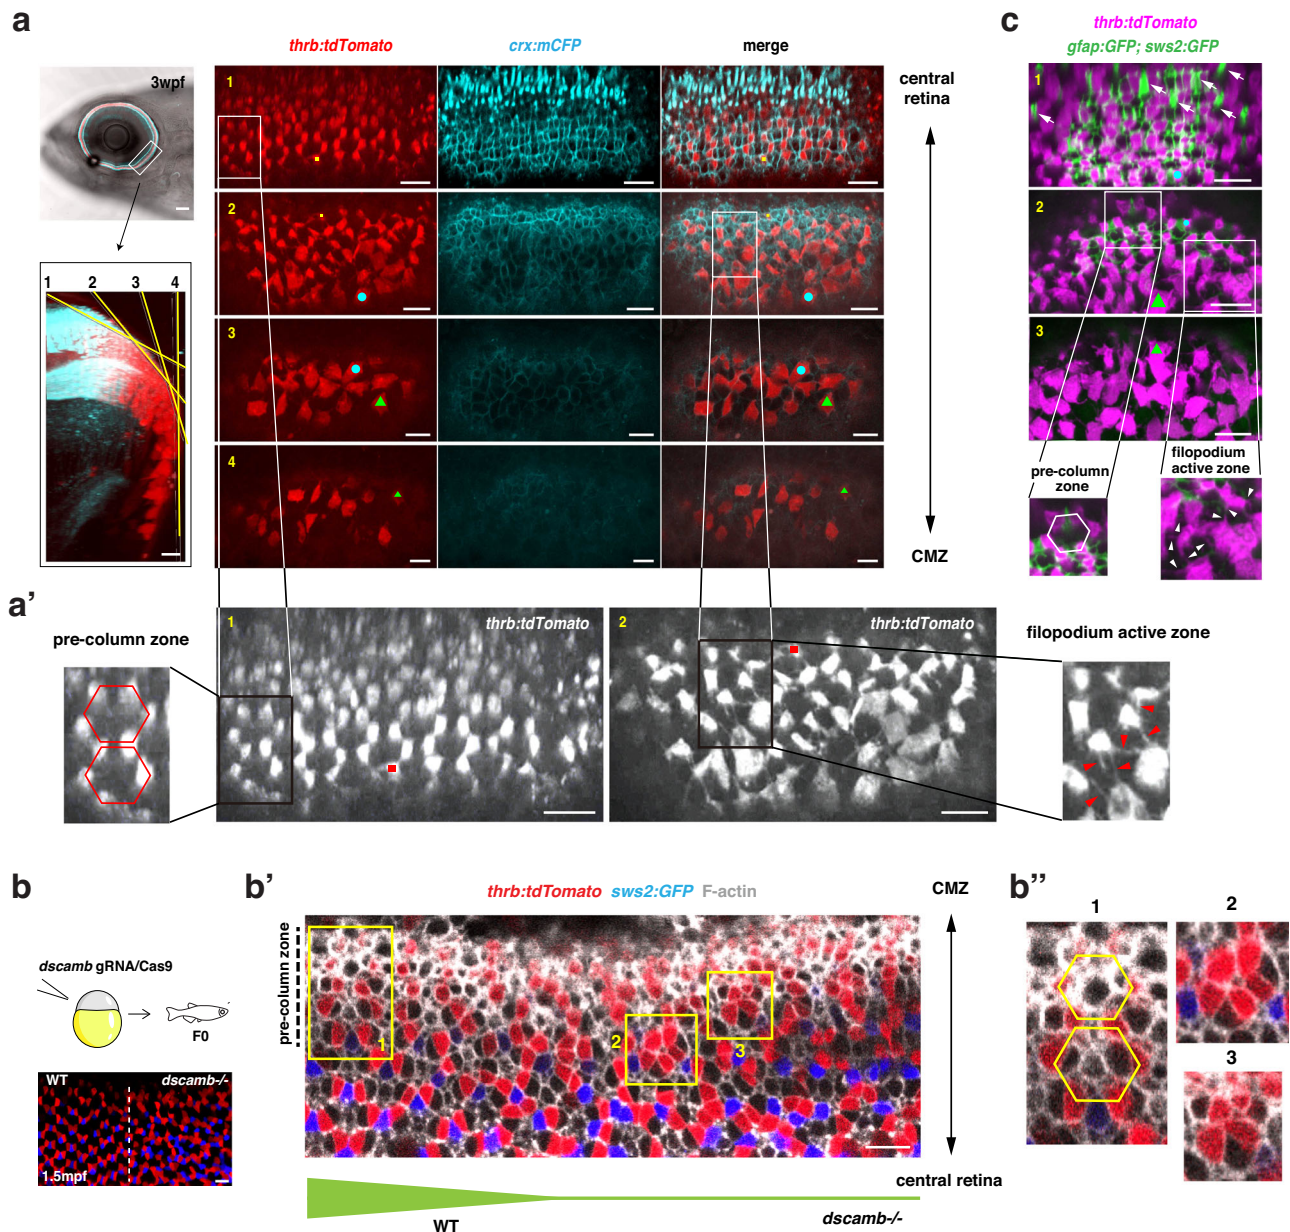 a
thrb:tdTomato
crx:mCFP
merge
3wpf
1
central
retina
2
1 2 3 4
3
4
CMZ
c
thrb:tdTomato
gfap:GFP; sws2:GFP
1
2
3
pre-column
zone
filopodium
active zone
a'
pre-column zone
1
thrb:tdTomato
2
thrb:tdTomato
filopodium active zone
b
dscamb gRNA/Cas9
F0
WT
dscamb-/-
1.5mpf
b'
thrb:tdTomato sws2:GFP F-actin
CMZ
pre-column zone
1
2
3
central retina
WT
dscamb-/-
b''
1
2
3